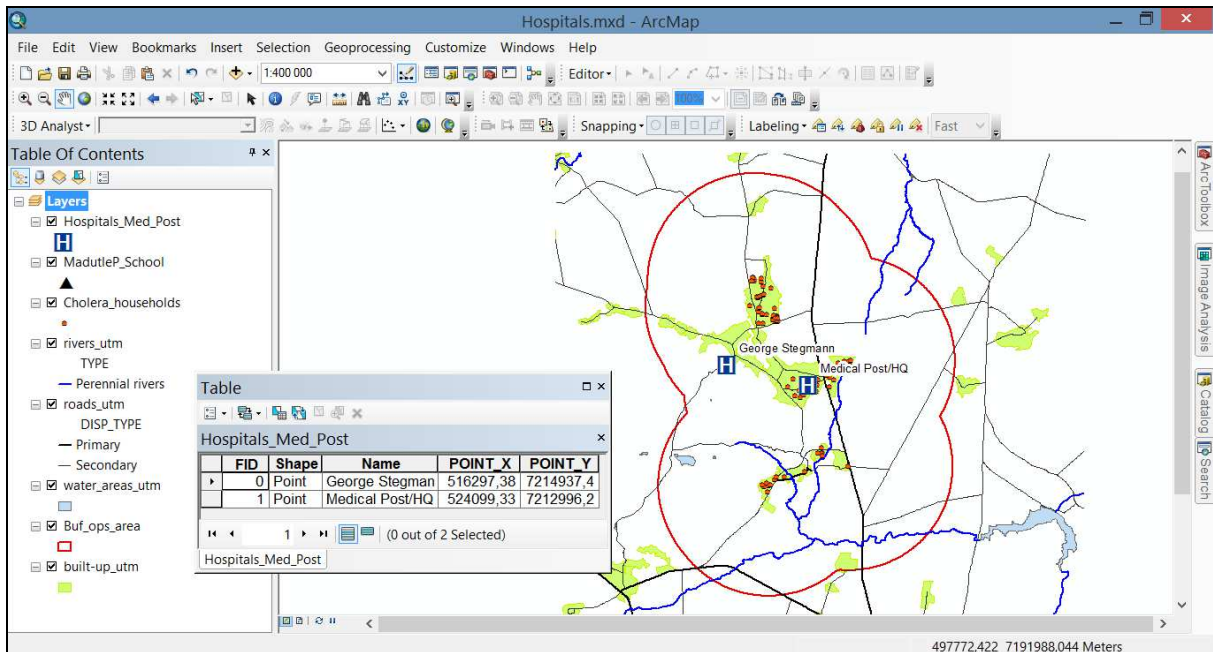 Hospitals.mxd - ArcMap
File Edit View Bookmarks Insert Selection Geoprocessing Customize Windows Help
1:400 000
Editor
100%
3D Analyst
Snapping
Labeling
Fast
Table Of Contents
Layers
Hospitals_Med_Post
H
MadutleP_School
Cholera_households
rivers_utm
TYPE
Perennial rivers
roads_utm
DISP_TYPE
Primary
Secondary
water_areas_utm
Buf_ops_area
built-up_utm
George Stegmann
H
Medical Post/HQ
H
Table
Hospitals_Med_Post
FID Shape Name POINT_X POINT_Y
0 Point George Stegman 516297,38 7214937,4
1 Point Medical Post/HQ 524099,33 7212996,2
1 (0 out of 2 Selected)
Hospitals_Med_Post
ArcToolbox
Image Analysis
Catalog
Search
497772,422 7191988,044 Meters